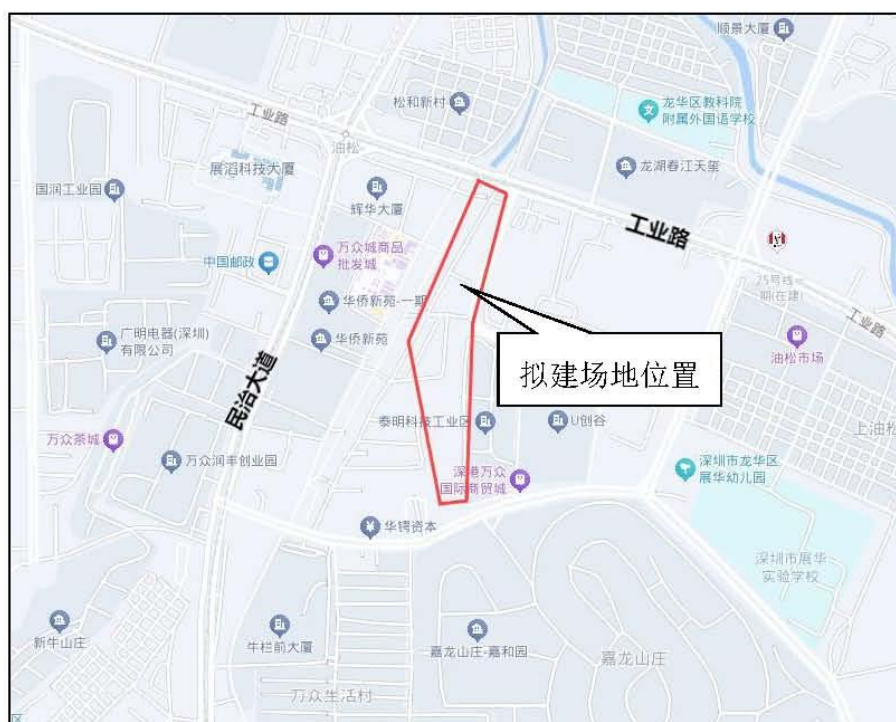 顺景大厦
工业路
松和新村
龙华区教科院
附属外国语学校
油松
展滔科技大厦
国润工业园
辉华大厦
龙湖春江天玺
工业路
万众城商品
批发城
中国邮政
25号线一
期(在建)
华侨新苑-一期
工业路
广明电器(深圳)
有限公司
华侨新苑
油松市场
拟建场地位置
民治大道
泰明科技工业区
U创谷
上油松
万众茶城
万众润丰创业园
深港万众
国际商贸城
深圳市龙华区
展华幼儿园
华锷资本
深圳市展华
实验学校
新牛山庄
牛栏前大厦
嘉龙山庄-嘉和园
嘉龙山庄
万众生活村
区